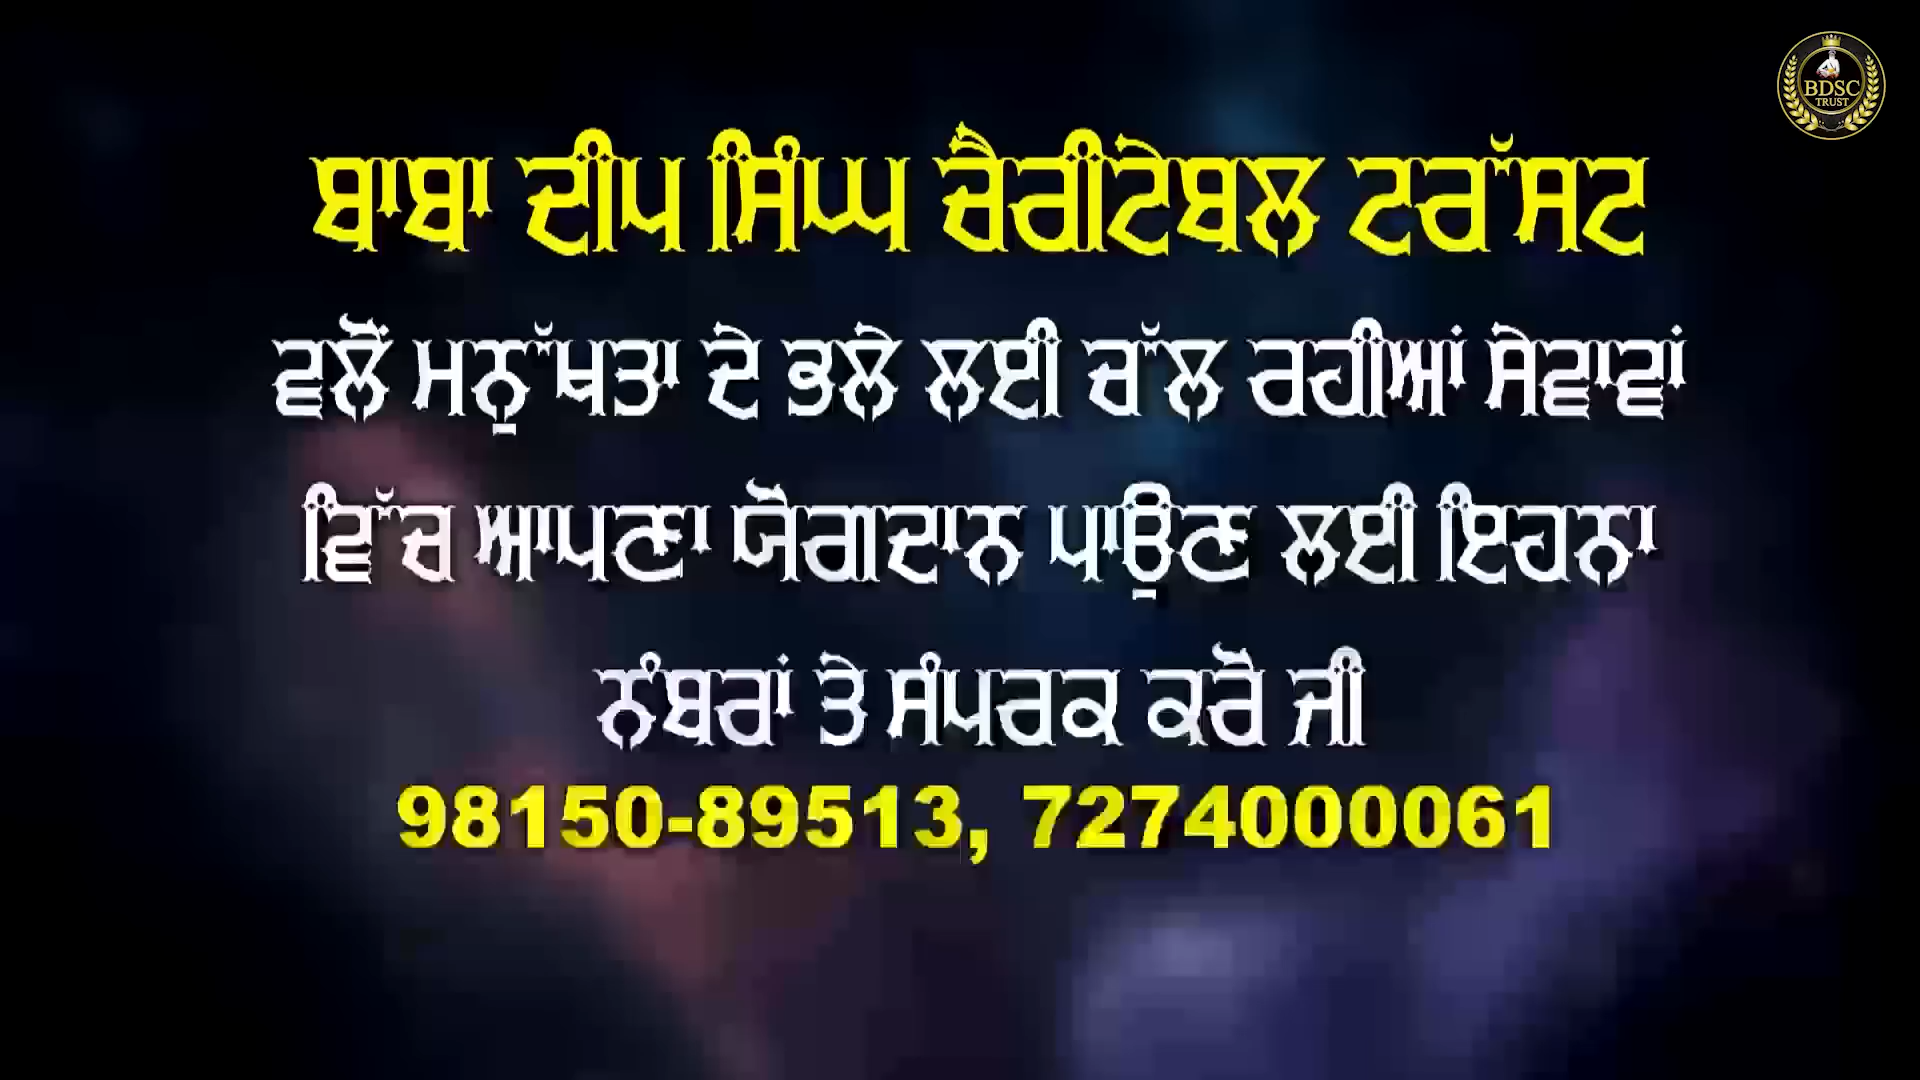 BDSC
TRUST
ਬਾਬਾ ਦੀਪ ਸਿੰਘ ਚੈਰੀਟੇਬਲ ਟਰੱਸਟ
ਵਲੋਂ ਮਨੁੱਖਤਾ ਦੇ ਭਲੇ ਲਈ ਚੱਲ ਰਹੀਆਂ ਸੇਵਾਵਾਂ
ਵਿੱਚ ਆਪਣਾ ਯੋਗਦਾਨ ਪਾਉਣ ਲਈ ਇਹਨਾ
ਨੰਬਰਾਂ ਤੇ ਸੰਪਰਕ ਕਰੋ ਜੀ
98150-89513, 7274000061